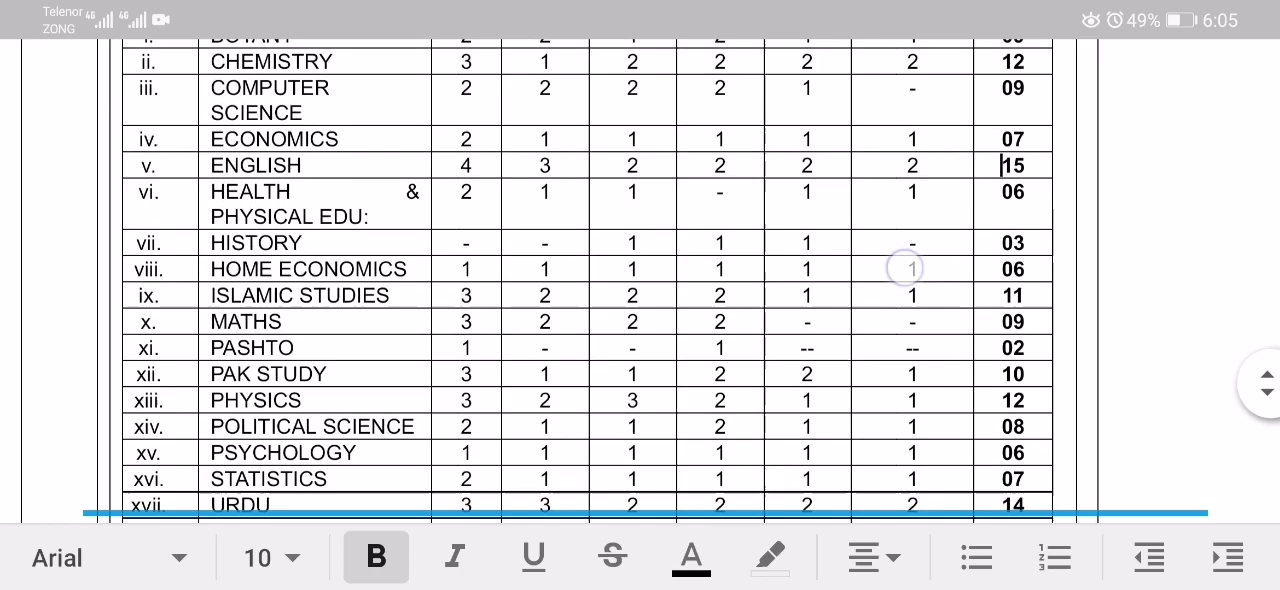 Telenor 4G 4G 49% 6:05
ZONG
ii. CHEMISTRY 3 1 2 2 2 2 12
iii. COMPUTER 2 2 2 2 1 - 09
SCIENCE
iv. ECONOMICS 2 1 1 1 1 1 07
v. ENGLISH 4 3 2 2 2 2 15
vi. HEALTH & 2 1 1 - 1 1 06
PHYSICAL EDU:
vii. HISTORY - - 1 1 1 - 03
viii. HOME ECONOMICS 1 1 1 1 1 1 06
ix. ISLAMIC STUDIES 3 2 2 2 1 1 11
x. MATHS 3 2 2 2 - - 09
xi. PASHTO 1 - - 1 -- -- 02
xii. PAK STUDY 3 1 1 2 2 1 10
xiii. PHYSICS 3 2 3 2 1 1 12
xiv. POLITICAL SCIENCE 2 1 1 2 1 1 08
xv. PSYCHOLOGY 1 1 1 1 1 1 06
xvi. STATISTICS 2 1 1 1 1 1 07
xvii. URDU 3 3 2 2 2 2 14
Arial 10 B I U S A